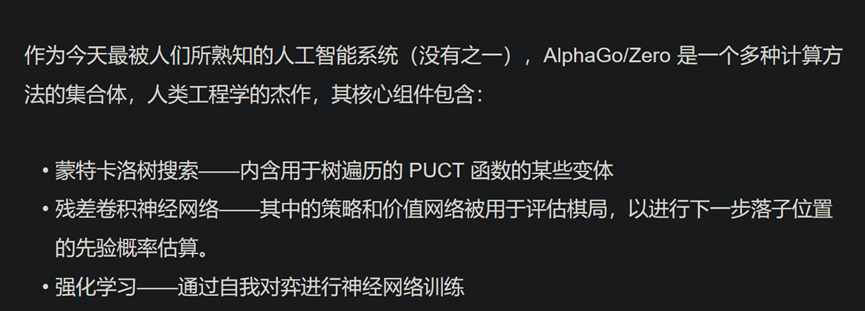 作为今天最被人们所熟知的人工智能系统（没有之一），AlphaGo/Zero 是一个多种计算方
法的集合体，人类工程学的杰作，其核心组件包含：
• 蒙特卡洛树搜索——内含用于树遍历的 PUCT 函数的某些变体
• 残差卷积神经网络——其中的策略和价值网络被用于评估棋局，以进行下一步落子位置
的先验概率估算。
• 强化学习——通过自我对弈进行神经网络训练